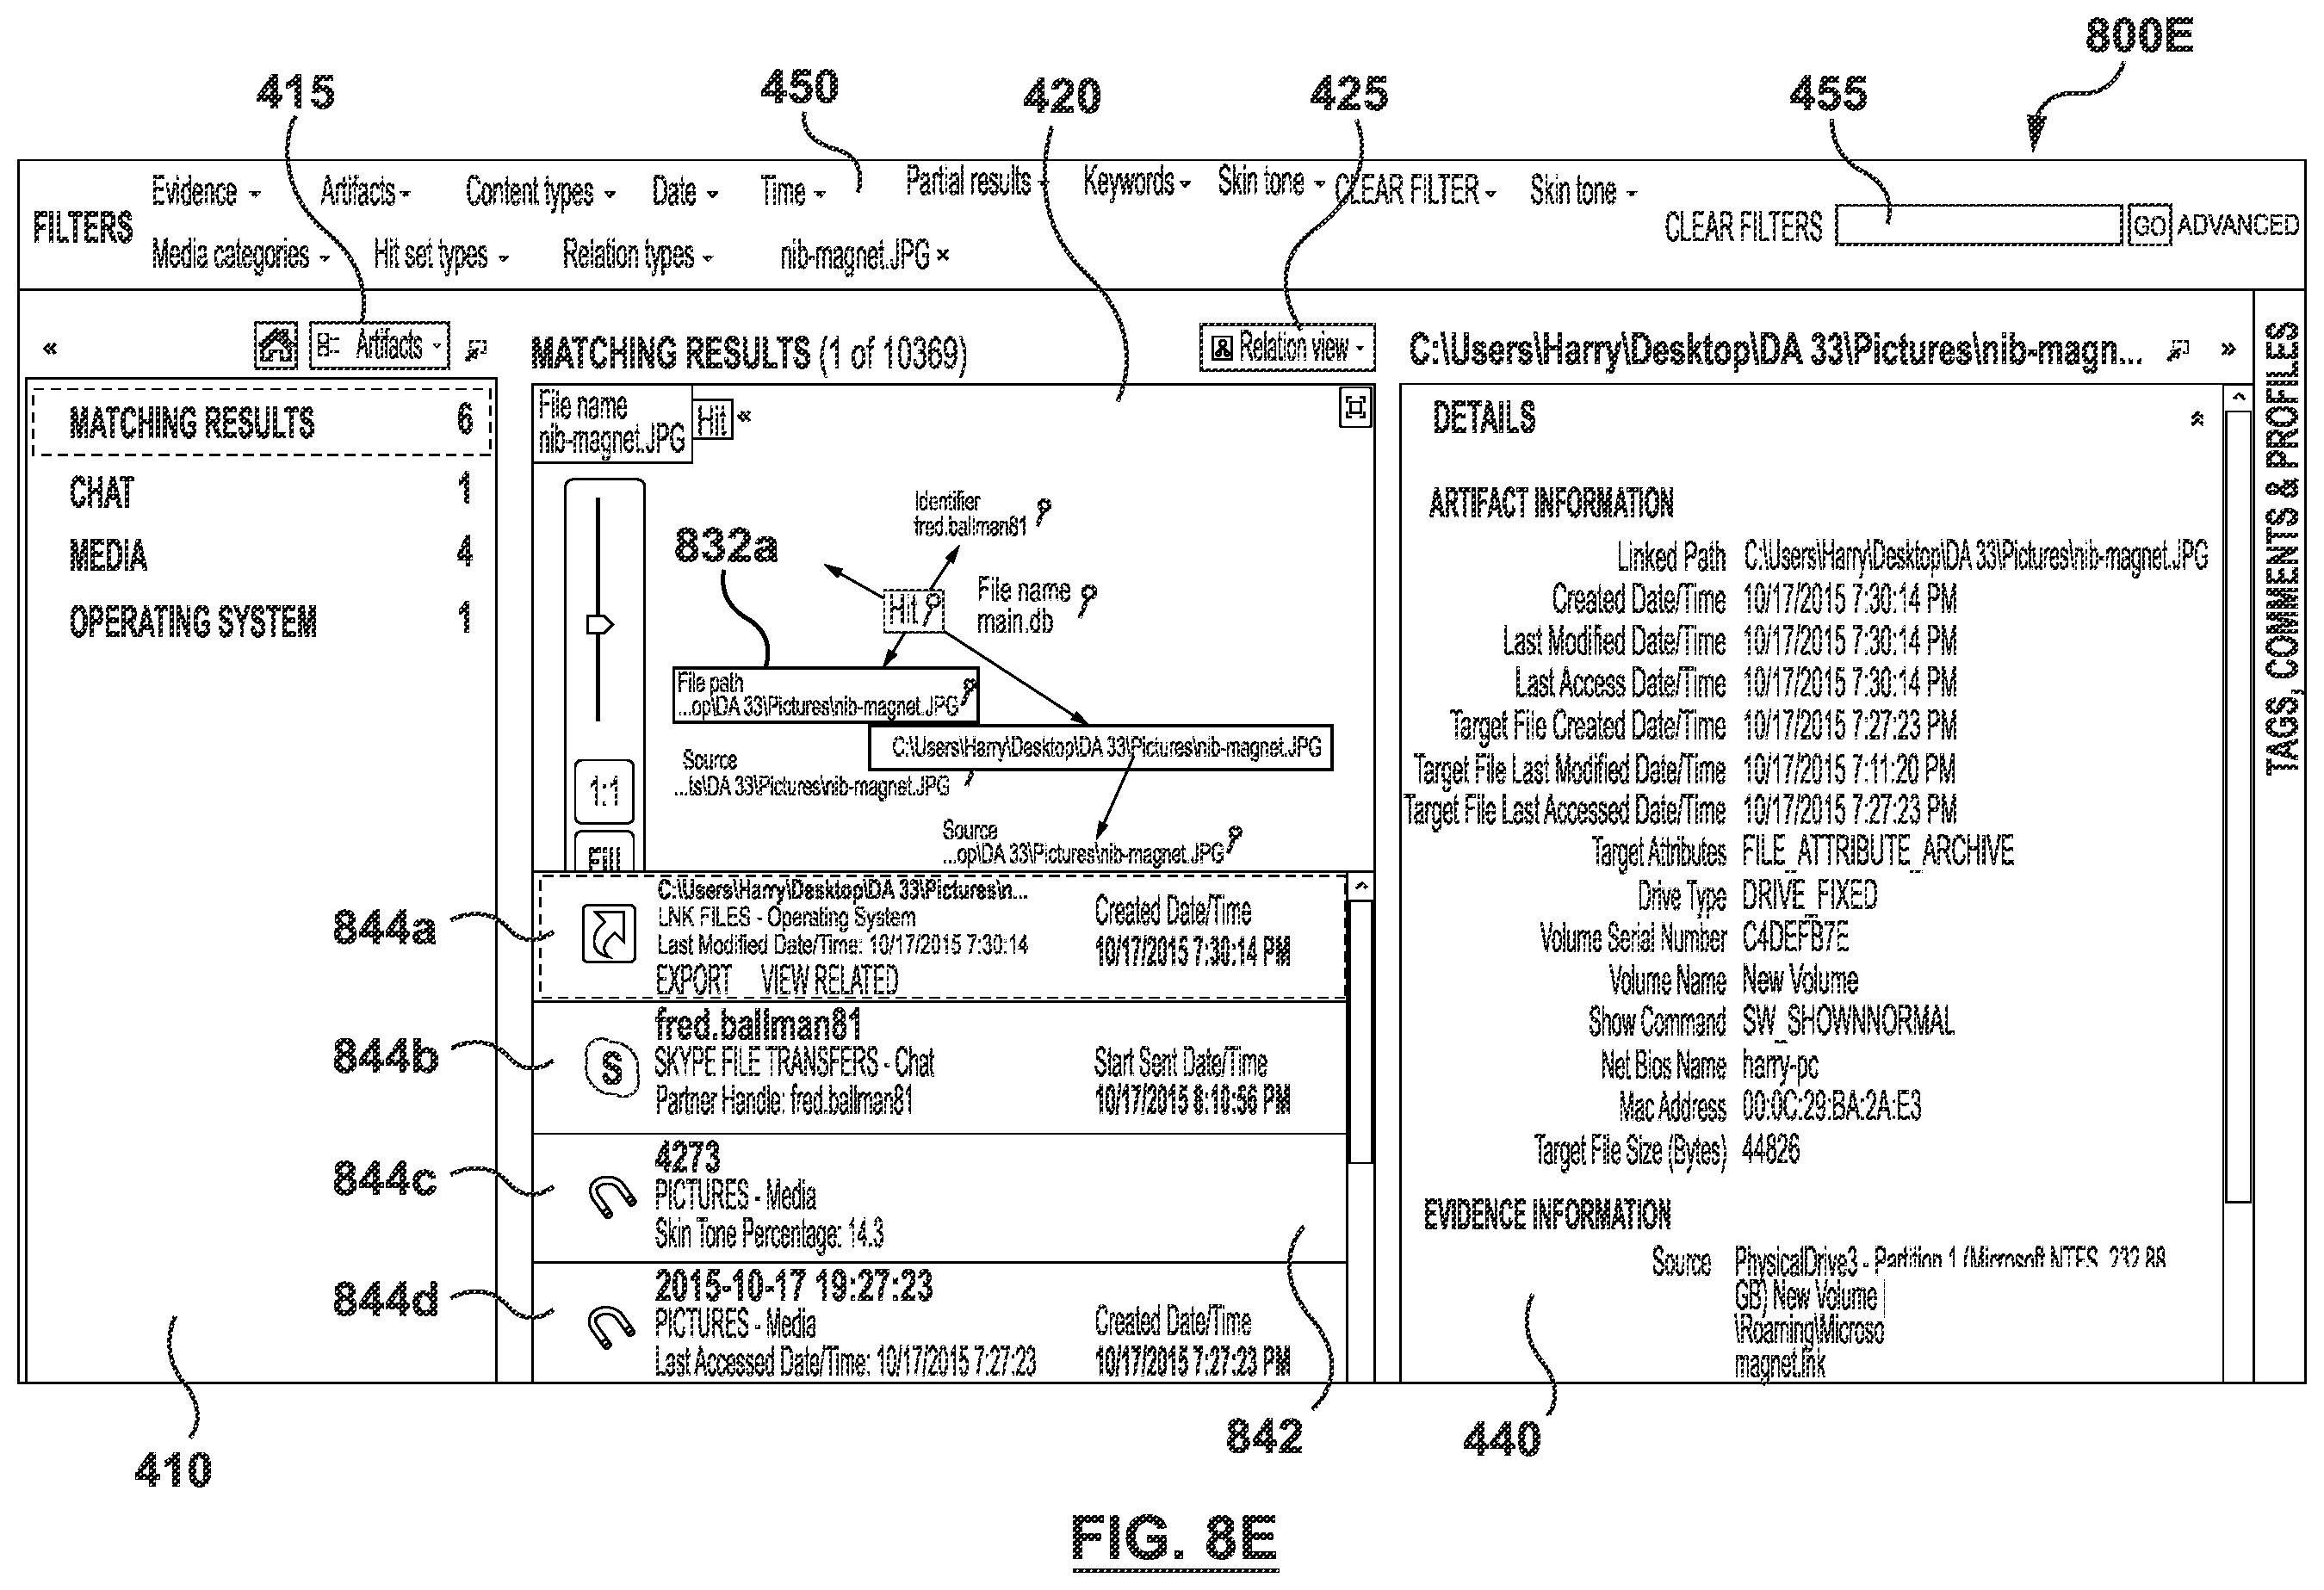 800E
415
450
420
425
455
FILTERS
Evidence
Artifacts
Content types
Date
Time
Partial results
Keywords
Skin tone
CLEAR FILTER
Skin tone
Media categories
Hit set types
Relation types
nib-magnet.JPG ×
CLEAR FILTERS
GO
ADVANCED
«
Artifacts
MATCHING RESULTS (1 of 10369)
Relation view
C:\Users\Harry\Desktop\DA 33\Pictures\nib-magn...
»
TAGS, COMMENTS & PROFILES
MATCHING RESULTS 6
CHAT 1
MEDIA 4
OPERATING SYSTEM 1
File name
nib-magnet.JPG
Hit «
Identifier
fred.ballman81
832a
Hit
File name
main.db
File path
...op\DA 33\Pictures\nib-magnet.JPG
C:\Users\Harry\Desktop\DA 33\Pictures\nib-magnet.JPG
Source
...ts\DA 33\Pictures\nib-magnet.JPG
Source
...op\DA 33\Pictures\nib-magnet.JPG
1:1
Fill
844a
C:\Users\Harry\Desktop\DA 33\Pictures\n...
LNK FILES - Operating System
Last Modified Date/Time: 10/17/2015 7:30:14
EXPORT VIEW RELATED
Created Date/Time
10/17/2015 7:30:14 PM
844b
S
fred.ballman81
SKYPE FILE TRANSFERS - Chat
Partner Handle: fred.ballman81
Start Sent Date/Time
10/17/2015 8:10:56 PM
844c
4273
PICTURES - Media
Skin Tone Percentage: 14.3
844d
2015-10-17 19:27:23
PICTURES - Media
Last Accessed Date/Time: 10/17/2015 7:27:23
Created Date/Time
10/17/2015 7:27:23 PM
DETAILS
ARTIFACT INFORMATION
Linked Path C:\Users\Harry\Desktop\DA 33\Pictures\nib-magnet.JPG
Created Date/Time 10/17/2015 7:30:14 PM
Last Modified Date/Time 10/17/2015 7:30:14 PM
Last Access Date/Time 10/17/2015 7:30:14 PM
Target File Created Date/Time 10/17/2015 7:27:23 PM
Target File Last Modified Date/Time 10/17/2015 7:11:20 PM
Target File Last Accessed Date/Time 10/17/2015 7:27:23 PM
Target Attributes FILE_ATTRIBUTE_ARCHIVE
Drive Type DRIVE_FIXED
Volume Serial Number C4DEFB7E
Volume Name New Volume
Show Command SW_SHOWNNORMAL
Net Bios Name harry-pc
Mac Address 00:0C:29:BA:2A:E3
Target File Size (Bytes) 44826
EVIDENCE INFORMATION
Source PhysicalDrive3 - Partition 1 (Microsoft NTFS, 232.88
GB) New Volume
\Roaming\Microso
magnet.lnk
410
842
440
FIG. 8E